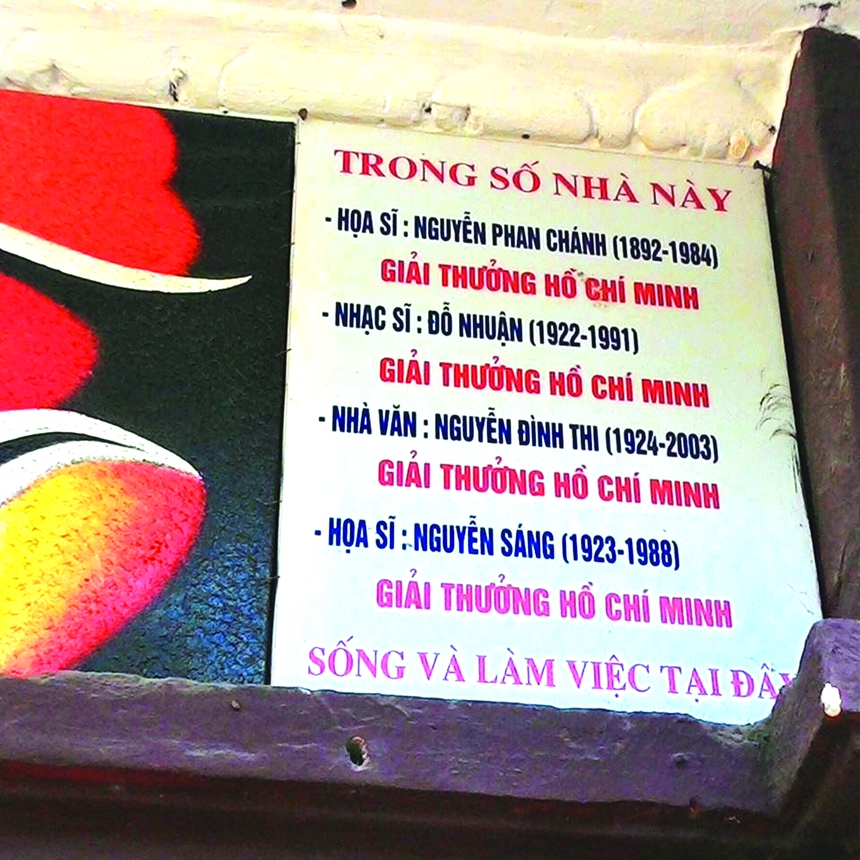 TRONG SỐ NHÀ NÀY
- HỌA SĨ : NGUYỄN PHAN CHÁNH (1892-1984)
GIẢI THƯỞNG HỒ CHÍ MINH
- NHẠC SĨ : ĐỖ NHUẬN (1922-1991)
GIẢI THƯỞNG HỒ CHÍ MINH
- NHÀ VĂN : NGUYỄN ĐÌNH THI (1924-2003)
GIẢI THƯỞNG HỒ CHÍ MINH
- HỌA SĨ : NGUYỄN SÁNG (1923-1988)
GIẢI THƯỞNG HỒ CHÍ MINH
SỐNG VÀ LÀM VIỆC TẠI ĐÂY